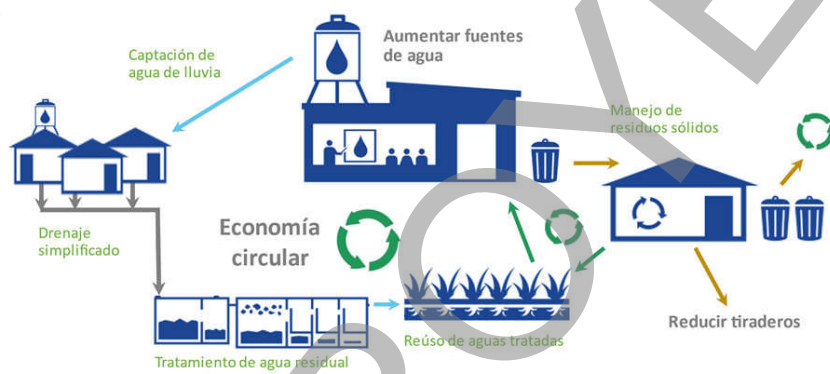 Aumentar fuentes
de agua
Captación de
agua de lluvia
Manejo de
residuos sólidos
Drenaje
simplificado
Economía
circular
Reducir tiraderos
Reúso de aguas tratadas
Tratamiento de agua residual